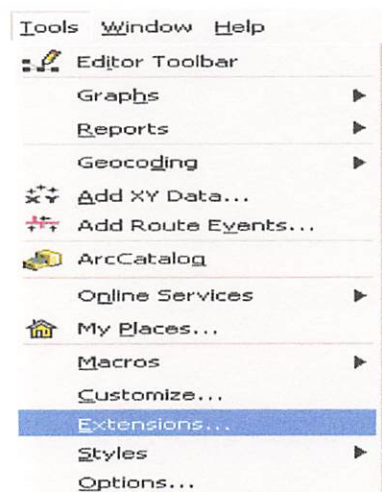 Tools Window Help
Editor Toolbar
Graphs
Reports
Geocoding
Add XY Data...
Add Route Events...
ArcCatalog
Online Services
My Places...
Macros
Customize...
Extensions...
Styles
Options...